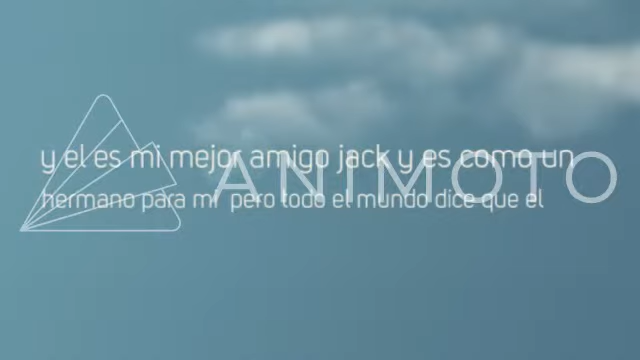 y el es mi mejor amigo jack y es como un
ANIMOTO
hermano para mi pero todo el mundo dice que el